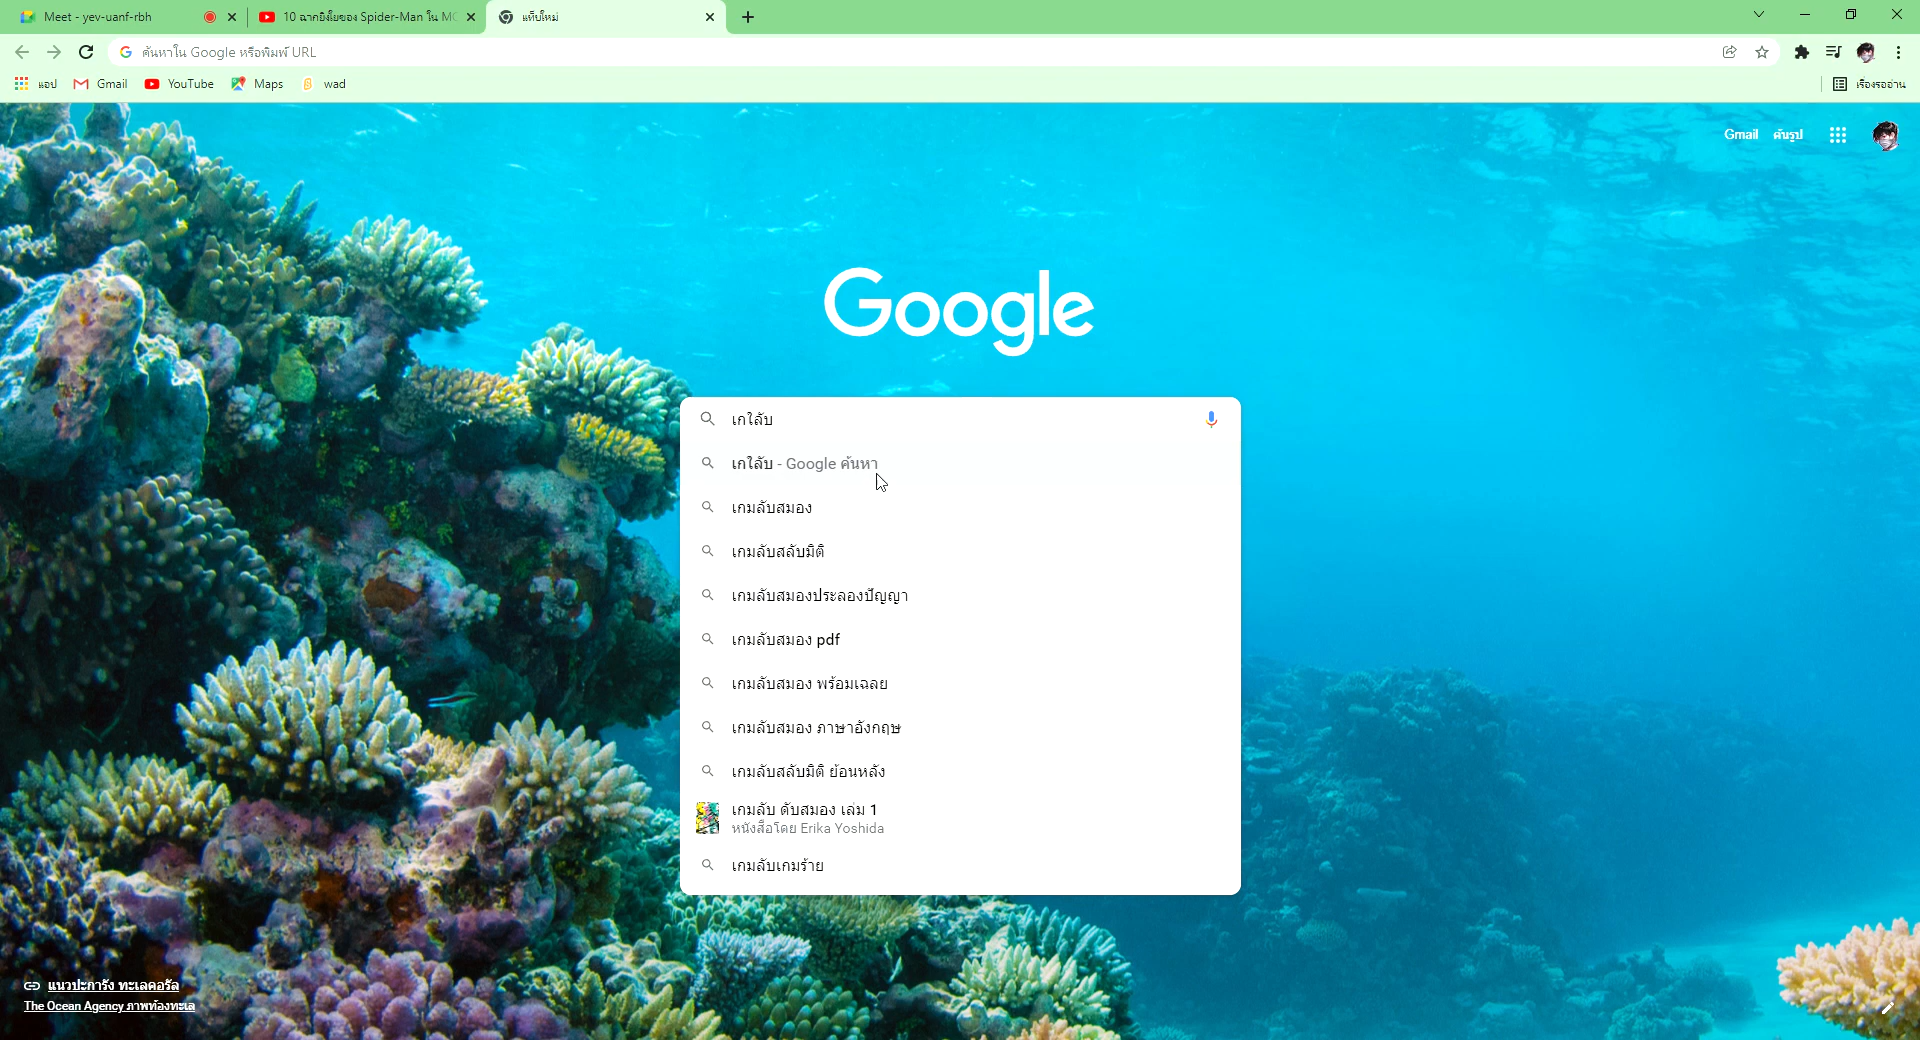 Meet - yev-uanf-rbh
10 ฉากยิงใยของ Spider-Man ใน MC
แท็บใหม่
ค้นหาใน Google หรือพิมพ์ URL
แอป
Gmail
YouTube
Maps
wad
เรื่องรออ่าน
Gmail
ค้นรูป
Google
เกใลับ
เกใลับ - Google ค้นหา
เกมลับสมอง
เกมลับสลับมิติ
เกมลับสมองประลองปัญญา
เกมลับสมอง pdf
เกมลับสมอง พร้อมเฉลย
เกมลับสมอง ภาษาอังกฤษ
เกมลับสลับมิติ ย้อนหลัง
เกมลับ ดับสมอง เล่ม 1
หนังสือโดย Erika Yoshida
เกมลับเกมร้าย
แนวปะการัง ทะเลคอรัล
The Ocean Agency ภาพท้องทะเล